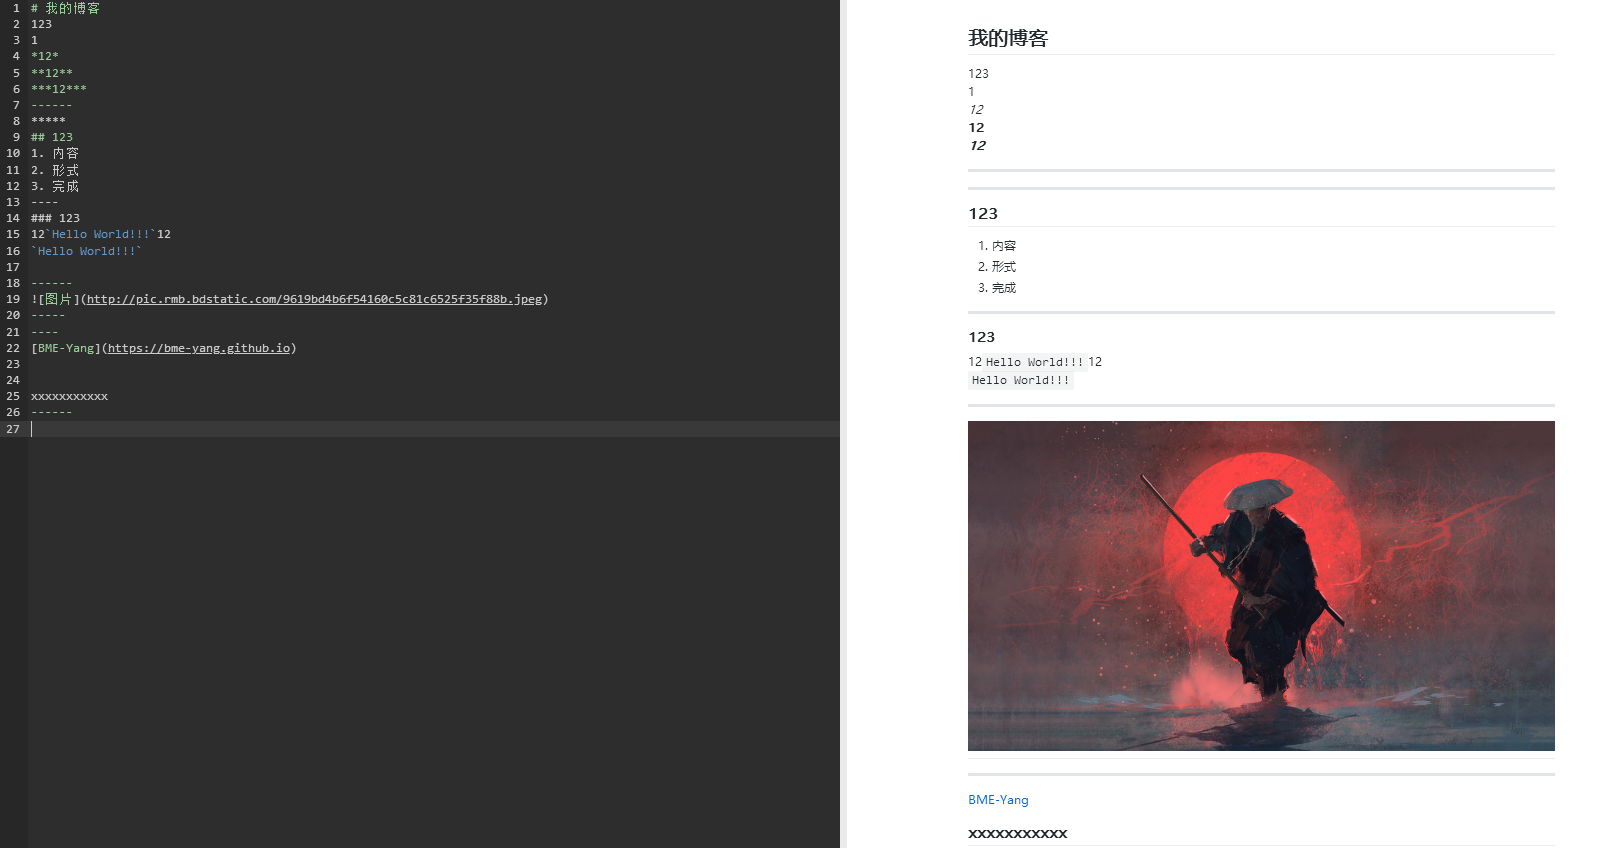 1 # 我的博客
2 123
3 1
4 *12*
5 **12**
6 ***12***
7 ------
8 *****
9 ## 123
10 1. 内容
11 2. 形式
12 3. 完成
13 ----
14 ### 123
15 12`Hello World!!!`12
16 `Hello World!!!`
17
18 ------
19 ![图片](http://pic.rmb.bdstatic.com/9619bd4b6f54160c5c81c6525f35f88b.jpeg)
20 -----
21 ----
22 [BME-Yang](https://bme-yang.github.io)
23
24
25 xxxxxxxxxxx
26 ------
27
我的博客
123
1
12
12
12
123
1. 内容
2. 形式
3. 完成
123
12 Hello World!!! 12
Hello World!!!
BME-Yang
xxxxxxxxxxx